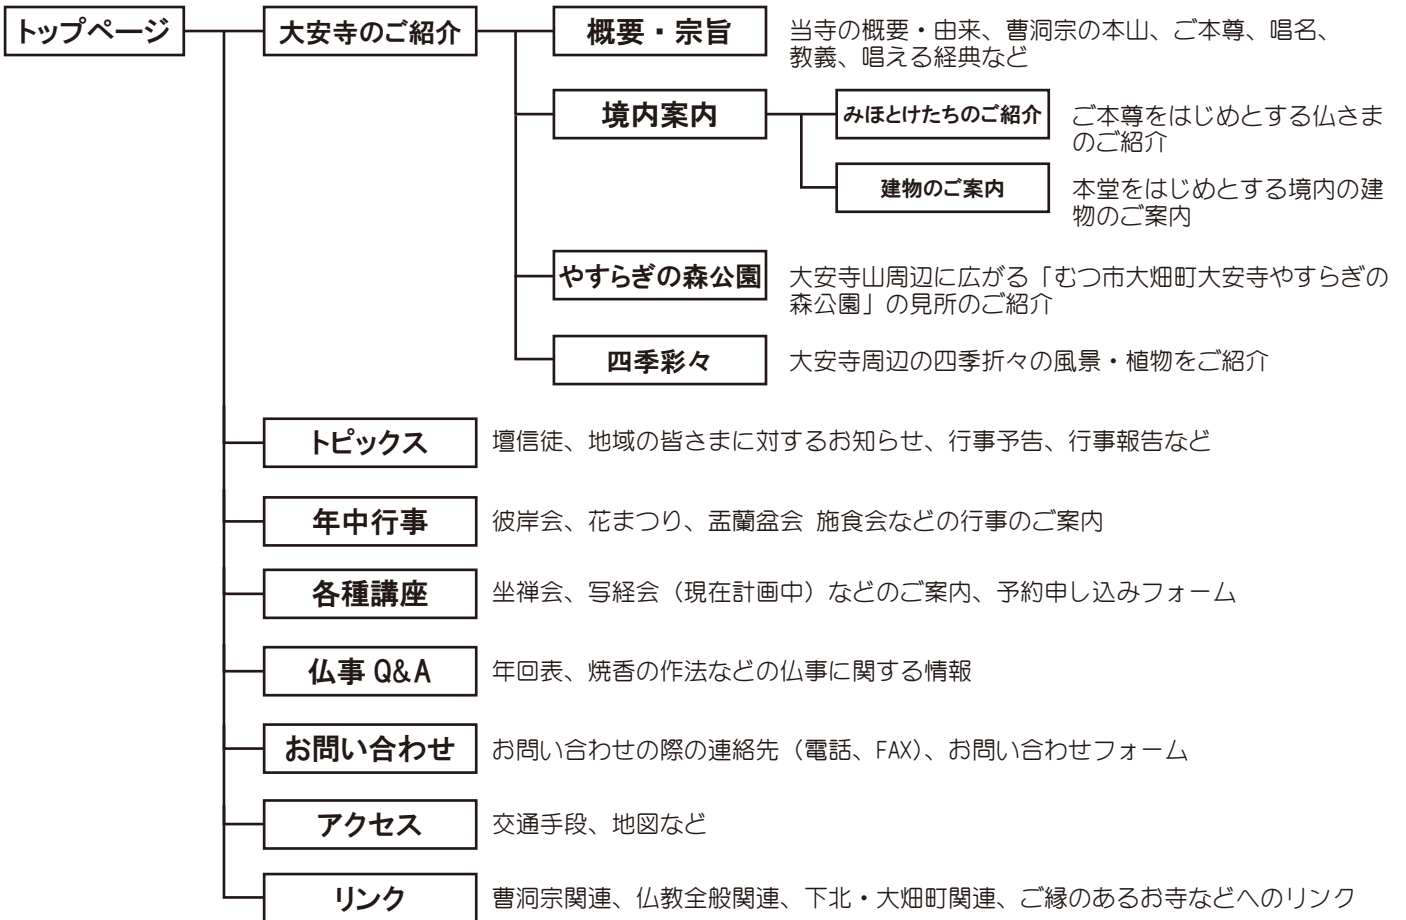 トップページ
大安寺のご紹介
概要・宗旨
当寺の概要・由来、曹洞宗の本山、ご本尊、唱名、
教義、唱える経典など
境内案内
みほとけたちのご紹介
ご本尊をはじめとする仏さま
のご紹介
建物のご案内
本堂をはじめとする境内の建
物のご案内
やすらぎの森公園
大安寺山周辺に広がる「むつ市大畑町大安寺やすらぎの
森公園」の見所のご紹介
四季彩々
大安寺周辺の四季折々の風景・植物をご紹介
トピックス
壇信徒、地域の皆さまに対するお知らせ、行事予告、行事報告など
年中行事
彼岸会、花まつり、盂蘭盆会 施食会などの行事のご案内
各種講座
坐禅会、写経会（現在計画中）などのご案内、予約申し込みフォーム
仏事 Q&A
年回表、焼香の作法などの仏事に関する情報
お問い合わせ
お問い合わせの際の連絡先（電話、FAX）、お問い合わせフォーム
アクセス
交通手段、地図など
リンク
曹洞宗関連、仏教全般関連、下北・大畑町関連、ご縁のあるお寺などへのリンク